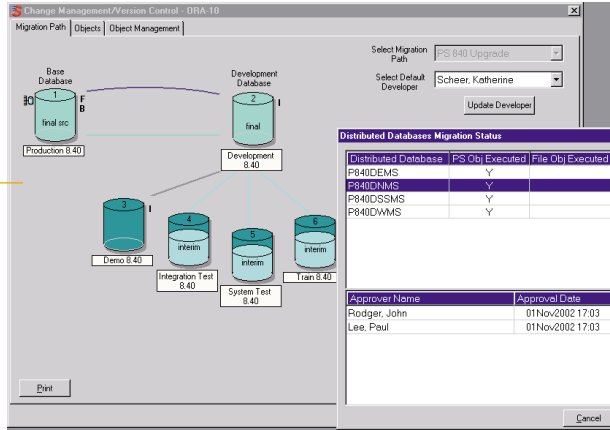 Change Management/Version Control - ORA-10
Migration Path
Objects
Object Management
Select Migration Path
PS 840 Upgrade
Select Default Developer
Scheer, Katherine
Update Developer
Base Database
1
F
B
final src
Production 8.40
Development Database
2
I
final
Development 8.40
3
I
Demo 8.40
4
interim
Integration Test 8.40
5
interim
System Test 8.40
6
interim
Train 8.40
Print
Distributed Databases Migration Status
Distributed Database PS Obj Executed File Obj Executed
P840DEMS Y
P840DNMS Y
P840DSSMS Y
P840DWMS Y
Approver Name Approval Date
Rodger, John 01Nov2002 17:03
Lee, Paul 01Nov2002 17:03
Cancel